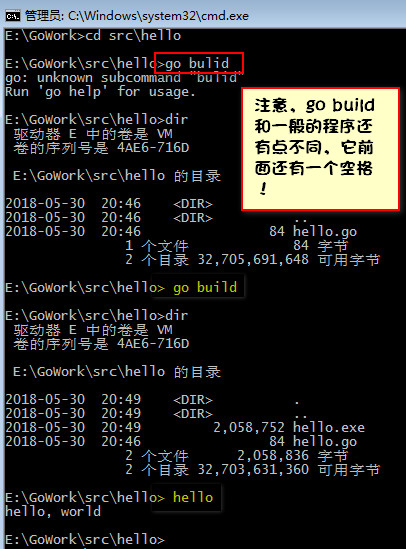 管理员: C:\Windows\system32\cmd.exe
E:\GoWork>cd src\hello
E:\GoWork\src\hello>go bulid
go: unknown subcommand "bulid"
Run 'go help' for usage.
E:\GoWork\src\hello>dir
驱动器 E 中的卷是 VM
卷的序列号是 4AE6-716D
E:\GoWork\src\hello 的目录
2018-05-30  20:46    <DIR>          .
2018-05-30  20:46    <DIR>          ..
2018-05-30  20:46                84 hello.go
1 个文件             84 字节
2 个目录 32,705,691,648 可用字节
E:\GoWork\src\hello> go build
E:\GoWork\src\hello>dir
驱动器 E 中的卷是 VM
卷的序列号是 4AE6-716D
E:\GoWork\src\hello 的目录
2018-05-30  20:49    <DIR>          .
2018-05-30  20:49    <DIR>          ..
2018-05-30  20:49         2,058,752 hello.exe
2018-05-30  20:46                84 hello.go
2 个文件      2,058,836 字节
2 个目录 32,703,631,360 可用字节
E:\GoWork\src\hello> hello
hello, world
E:\GoWork\src\hello>
注意，go build
和一般的程序还
有点不同，它前
面还有一个空格
！